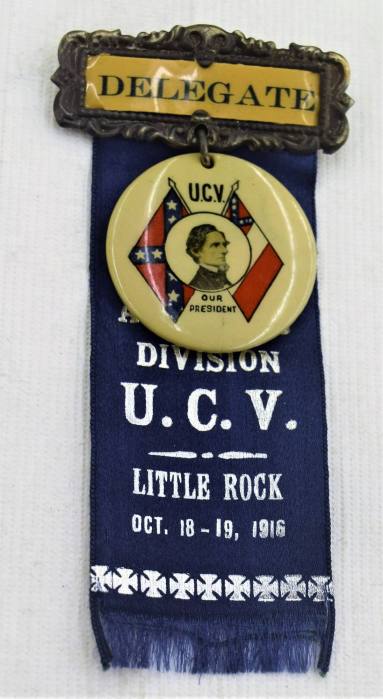 DELEGATE
U.C.V.
OUR
PRESIDENT
DIVISION
U. C. V.
LITTLE ROCK
OCT. 18-19, 1916